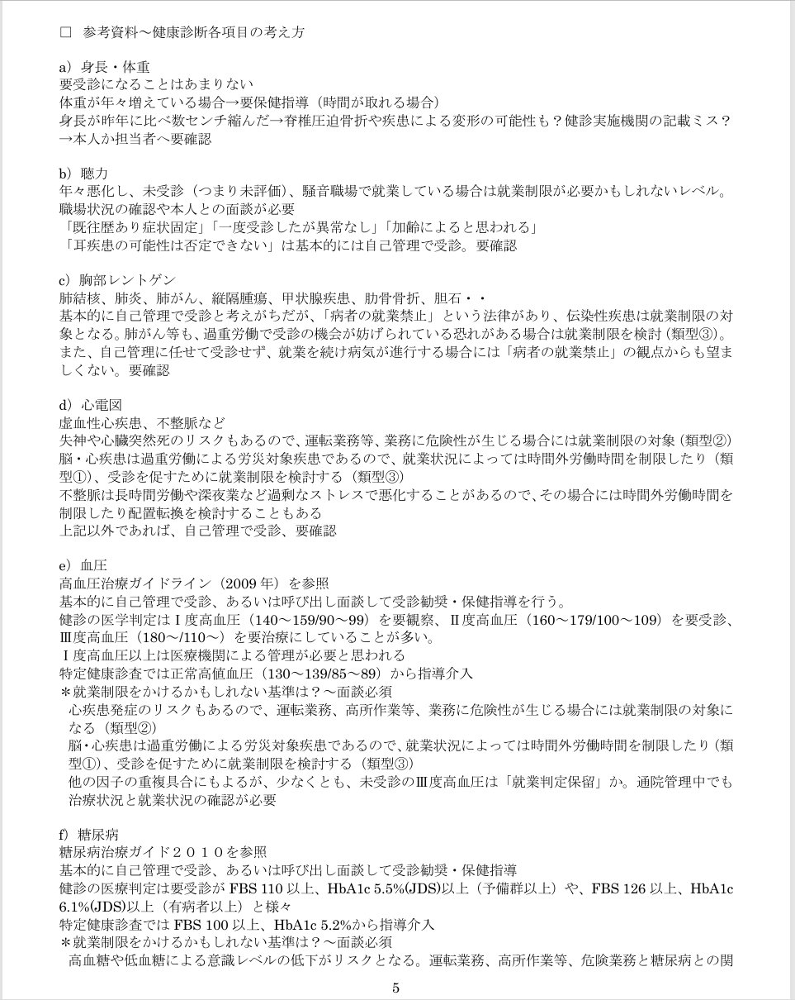 □ 参考資料～健康診断各項目の考え方
a）身長・体重
要受診になることはあまりない
体重が年々増えている場合→要保健指導（時間が取れる場合）
身長が昨年に比べ数センチ縮んだ→脊椎圧迫骨折や疾患による変形の可能性も？健診実施機関の記載ミス？
→本人か担当者へ要確認
b）聴力
年々悪化し、未受診（つまり未評価）、騒音職場で就業している場合は就業制限が必要かもしれないレベル。
職場状況の確認や本人との面談が必要
「既往歴あり症状固定」「一度受診したが異常なし」「加齢によると思われる」
「耳疾患の可能性は否定できない」は基本的には自己管理で受診。要確認
c）胸部レントゲン
肺結核、肺炎、肺がん、縦隔腫瘍、甲状腺疾患、肋骨骨折、胆石・・
基本的に自己管理で受診と考えがちだが、「病者の就業禁止」という法律があり、伝染性疾患は就業制限の対
象となる。肺がん等も、過重労働で受診の機会が妨げられている恐れがある場合は就業制限を検討（類型③）。
また、自己管理に任せて受診せず、就業を続け病気が進行する場合には「病者の就業禁止」の観点からも望ま
しくない。要確認
d）心電図
虚血性心疾患、不整脈など
失神や心臓突然死のリスクもあるので、運転業務等、業務に危険性が生じる場合には就業制限の対象（類型②）
脳・心疾患は過重労働による労災対象疾患であるので、就業状況によっては時間外労働時間を制限したり（類
型①）、受診を促すために就業制限を検討する（類型③）
不整脈は長時間労働や深夜業など過剰なストレスで悪化することがあるので、その場合には時間外労働時間を
制限したり配置転換を検討することもある
上記以外であれば、自己管理で受診、要確認
e）血圧
高血圧治療ガイドライン（2009 年）を参照
基本的に自己管理で受診、あるいは呼び出し面談して受診勧奨・保健指導を行う。
健診の医学判定はⅠ度高血圧（140～159/90～99）を要観察、Ⅱ度高血圧（160～179/100～109）を要受診、
Ⅲ度高血圧（180～/110～）を要治療にしていることが多い。
Ⅰ度高血圧以上は医療機関による管理が必要と思われる
特定健康診査では正常高値血圧（130～139/85～89）から指導介入
＊就業制限をかけるかもしれない基準は？～面談必須
心疾患発症のリスクもあるので、運転業務、高所作業等、業務に危険性が生じる場合には就業制限の対象に
なる（類型②）
脳・心疾患は過重労働による労災対象疾患であるので、就業状況によっては時間外労働時間を制限したり（類
型①）、受診を促すために就業制限を検討する（類型③）
他の因子の重複具合にもよるが、少なくとも、未受診のⅢ度高血圧は「就業判定保留」か。通院管理中でも
治療状況と就業状況の確認が必要
f）糖尿病
糖尿病治療ガイド２０１０を参照
基本的に自己管理で受診、あるいは呼び出し面談して受診勧奨・保健指導
健診の医療判定は要受診が FBS 110 以上、HbA1c 5.5%(JDS)以上（予備群以上）や、FBS 126 以上、HbA1c
6.1%(JDS)以上（有病者以上）と様々
特定健康診査では FBS 100 以上、HbA1c 5.2%から指導介入
＊就業制限をかけるかもしれない基準は？～面談必須
高血糖や低血糖による意識レベルの低下がリスクとなる。運転業務、高所作業等、危険業務と糖尿病との関
5